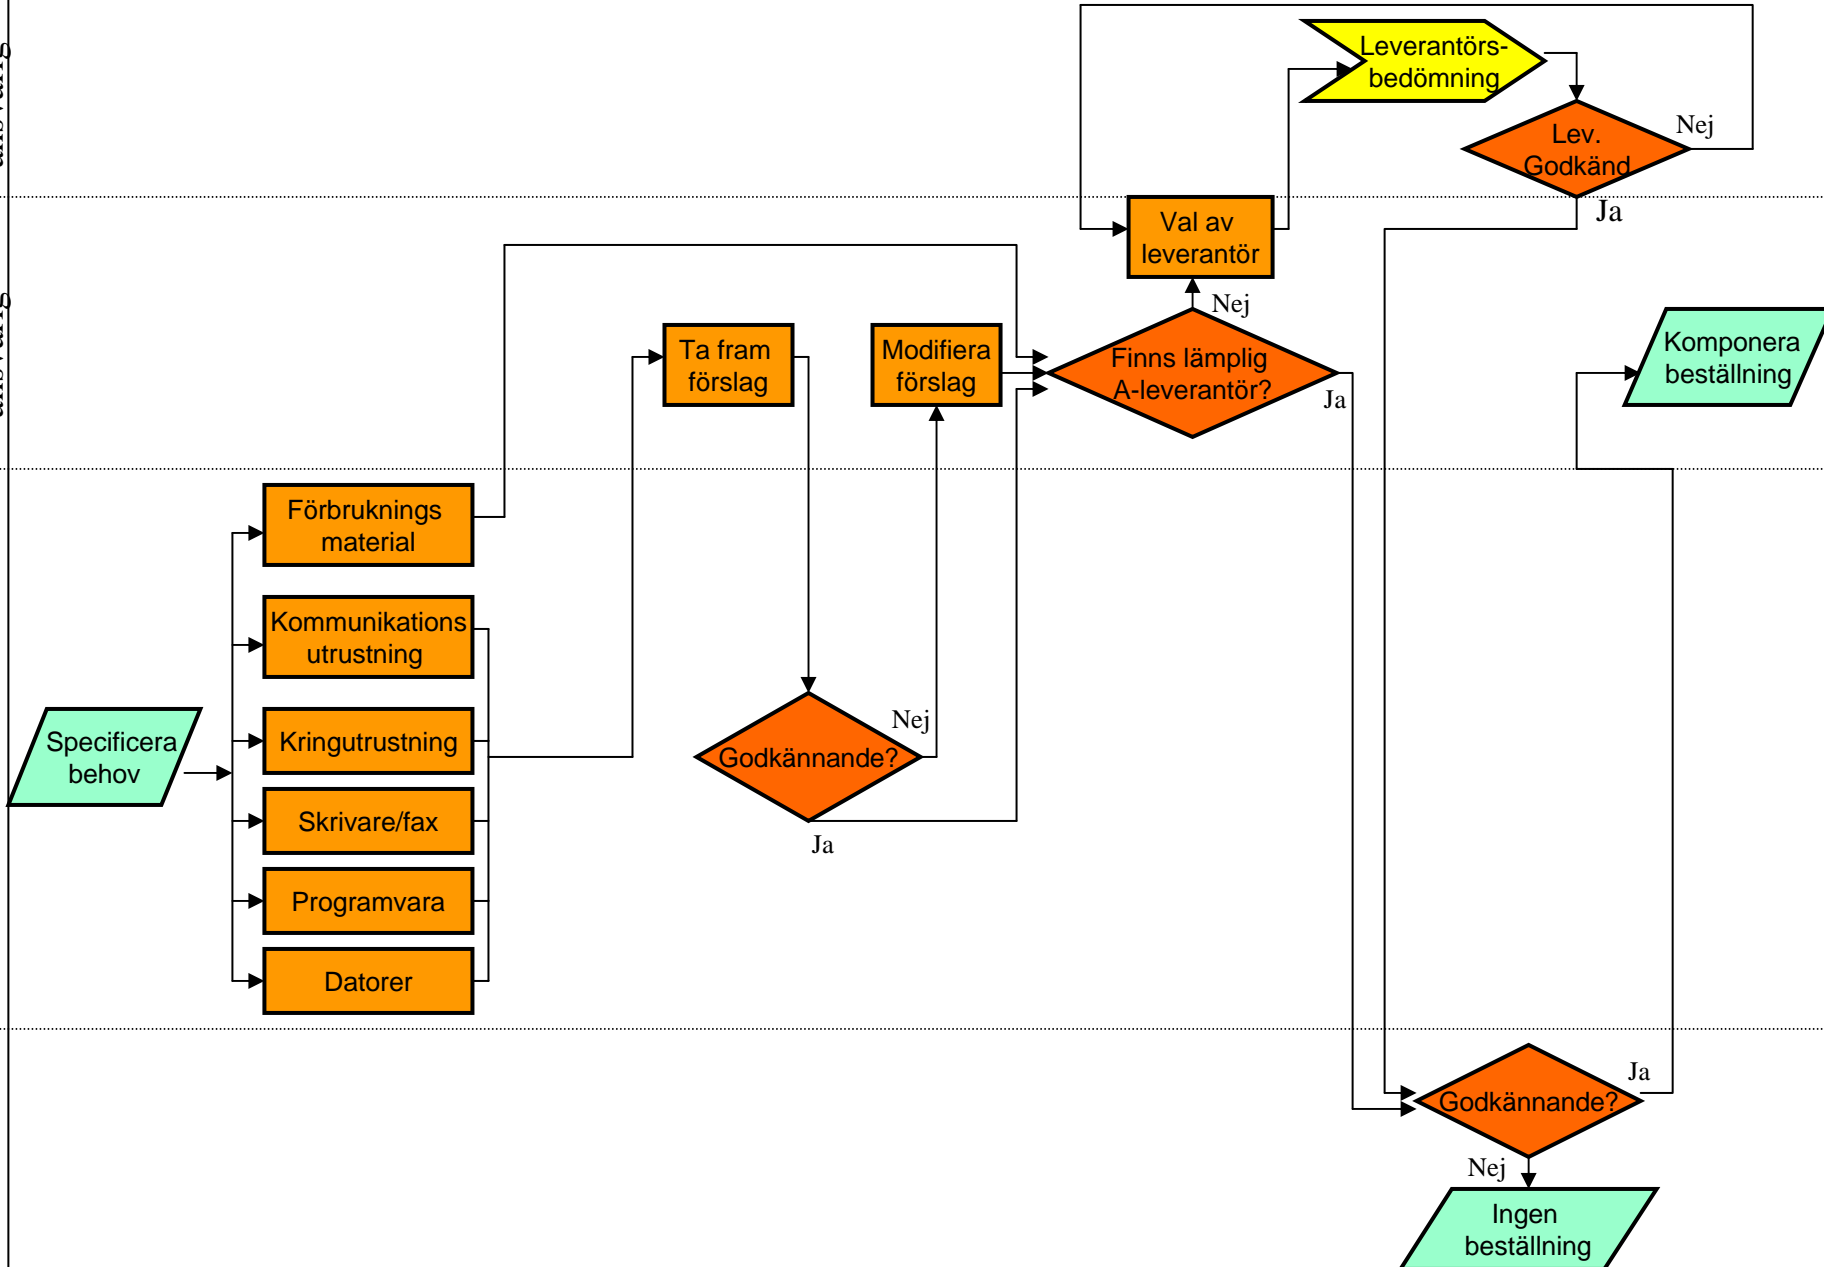 Leverantörs-
bedömning
Lev.
Godkänd
Nej
Ja
Val av
leverantör
Nej
Ta fram
förslag
Modifiera
förslag
Finns lämplig
A-leverantör?
Ja
Komponera
beställning
Förbruknings
material
Kommunikations
utrustning
Kringutrustning
Skrivare/fax
Programvara
Datorer
Specificera
behov
Godkännande?
Nej
Ja
Godkännande?
Ja
Nej
Ingen
beställning